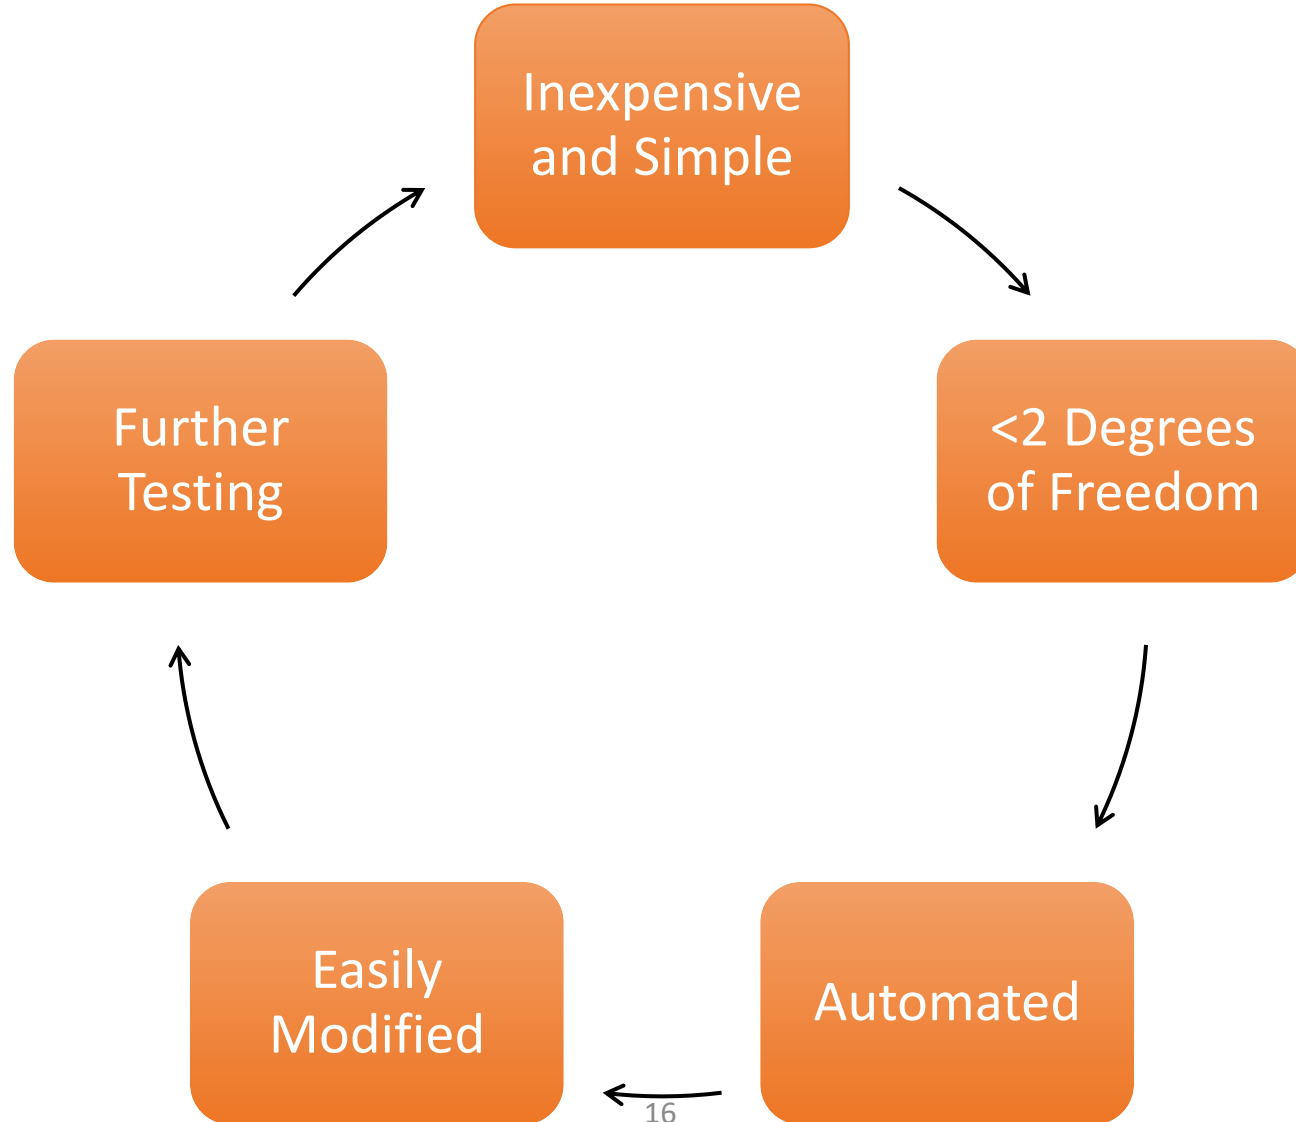 Inexpensive
and Simple
<2 Degrees
of Freedom
Automated
Easily
Modified
Further
Testing
16